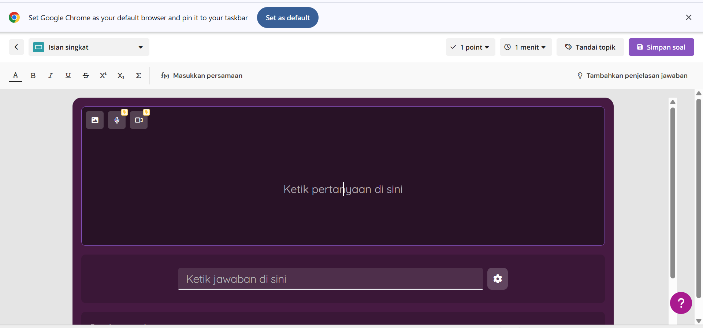 Set Google Chrome as your default browser and pin it to your taskbar Set as default
Isian singkat 1 point 1 menit Tandai topik Simpan soal
A B I U S X² X₂ Σ f(x) Masukkan persamaan Tambahkan penjelasan jawaban
Ketik pertanyaan di sini
Ketik jawaban di sini
?